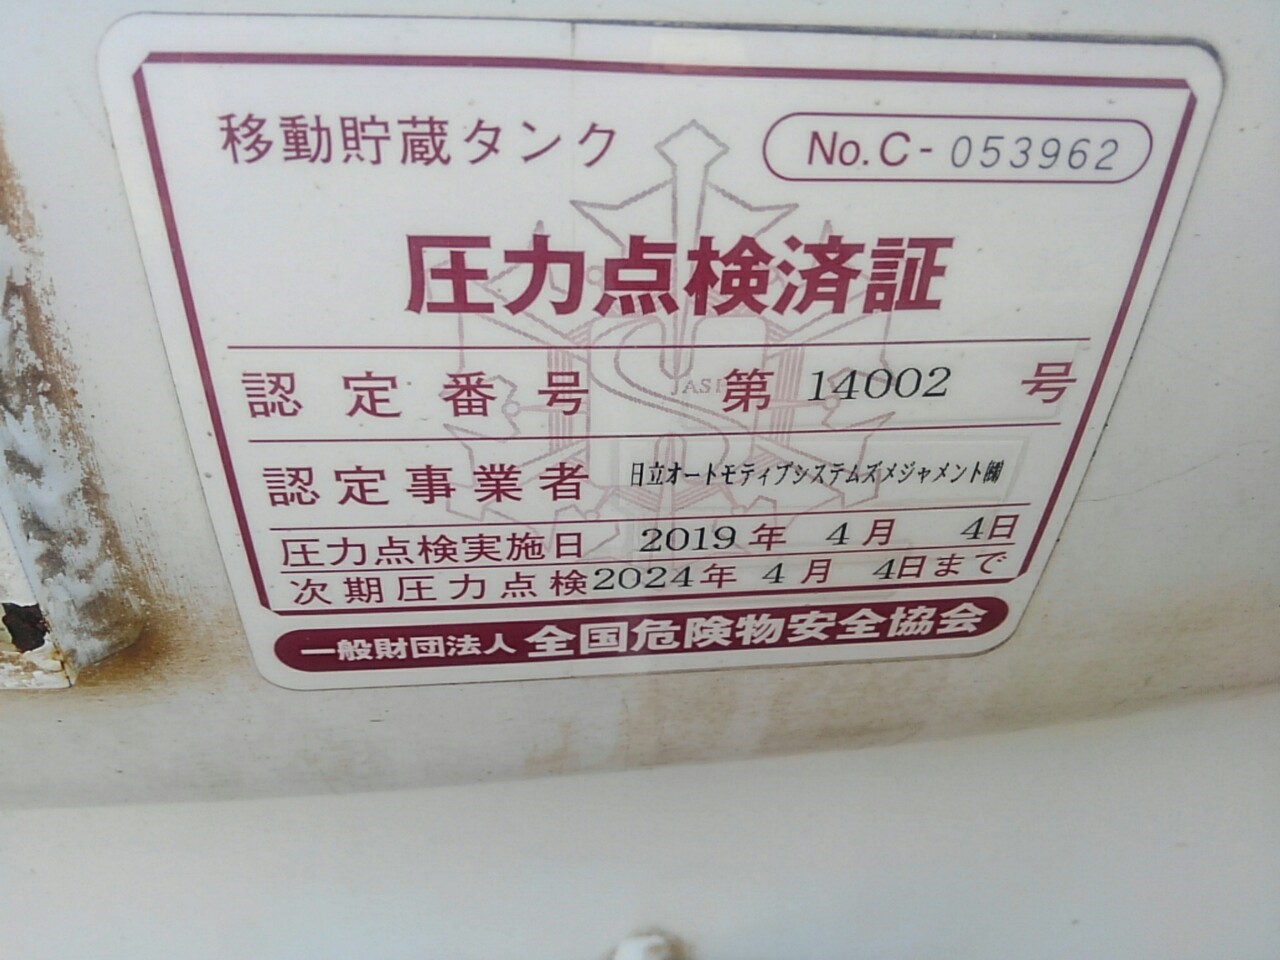 移動貯蔵タンク No.C-053962
圧力点検済証
認定番号 第 14002 号
認定事業者 日立オートモティブシステムズメジャメント㈱
圧力点検実施日 2019年 4月 4日
次期圧力点検 2024年 4月 4日まで
一般財団法人 全国危険物安全協会